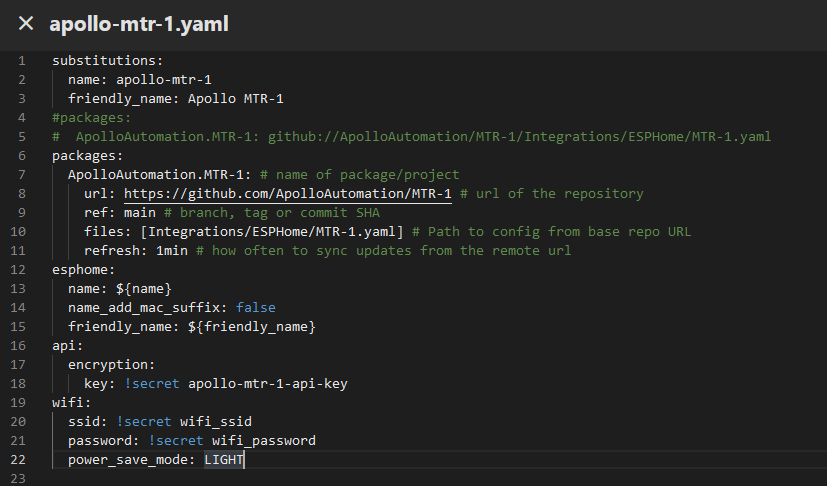 ✕ apollo-mtr-1.yaml
1 substitutions:
2   name: apollo-mtr-1
3   friendly_name: Apollo MTR-1
4 #packages:
5 #  ApolloAutomation.MTR-1: github://ApolloAutomation/MTR-1/Integrations/ESPHome/MTR-1.yaml
6 packages:
7   ApolloAutomation.MTR-1: # name of package/project
8     url: https://github.com/ApolloAutomation/MTR-1 # url of the repository
9     ref: main # branch, tag or commit SHA
10     files: [Integrations/ESPHome/MTR-1.yaml] # Path to config from base repo URL
11     refresh: 1min # how often to sync updates from the remote url
12 esphome:
13   name: ${name}
14   name_add_mac_suffix: false
15   friendly_name: ${friendly_name}
16 api:
17   encryption:
18     key: !secret apollo-mtr-1-api-key
19 wifi:
20   ssid: !secret wifi_ssid
21   password: !secret wifi_password
22   power_save_mode: LIGHT
23